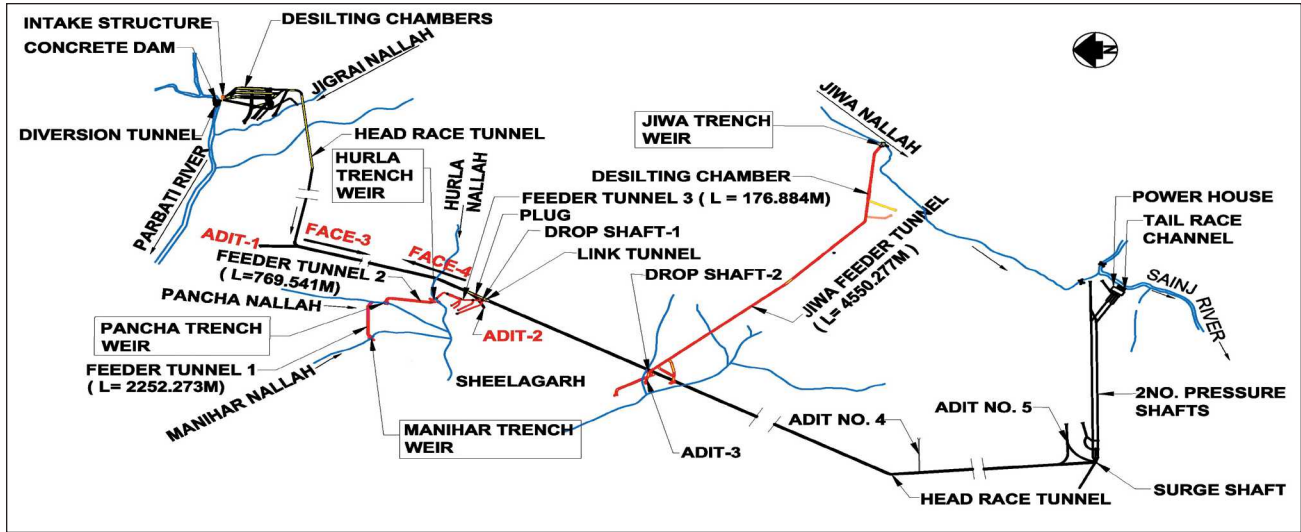 INTAKE STRUCTURE
CONCRETE DAM
DESILTING CHAMBERS
JIGRAI NALLAH
DIVERSION TUNNEL
PARBATI RIVER
HEAD RACE TUNNEL
HURLA
TRENCH
WEIR
HURLA
NALLAH
ADIT-1
FACE-3
FACE-4
FEEDER TUNNEL 2
( L=769.541M)
PANCHA NALLAH
PANCHA TRENCH
WEIR
FEEDER TUNNEL 1
( L= 2252.273M)
MANIHAR NALLAH
MANIHAR TRENCH
WEIR
SHEELAGARH
ADIT-2
N
JIWA NALLAH
JIWA TRENCH
WEIR
DESILTING CHAMBER
FEEDER TUNNEL 3 ( L= 176.884M)
PLUG
DROP SHAFT-1
LINK TUNNEL
DROP SHAFT-2
JIWA FEEDER TUNNEL
( L= 4550.277M)
ADIT-3
ADIT NO. 4
ADIT NO. 5
HEAD RACE TUNNEL
POWER HOUSE
TAIL RACE
CHANNEL
SAINJ RIVER
2NO. PRESSURE
SHAFTS
SURGE SHAFT